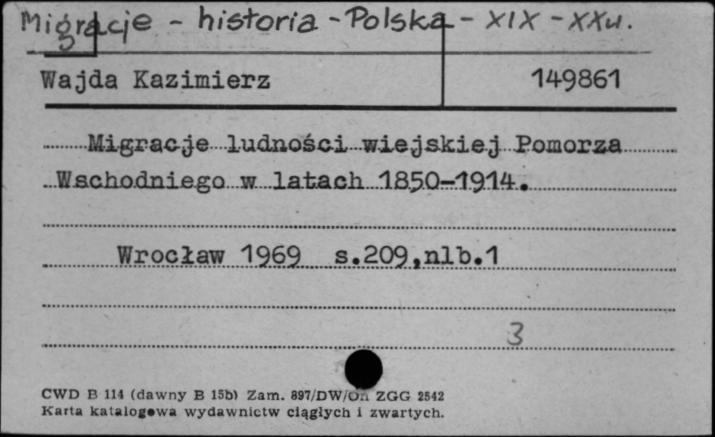 Migracje - historia - Polska - XIX - XXw.
Wajda Kazimierz 149861
Migracje ludności wiejskiej Pomorza
Wschodniego w latach 1850-1914.
Wrocław 1969 s.209,nlb.1
3
CWD B 114 (dawny B 15b) Zam. 897/DW/ ZGG 2542
Karta katalogowa wydawnictw ciągłych i zwartych.